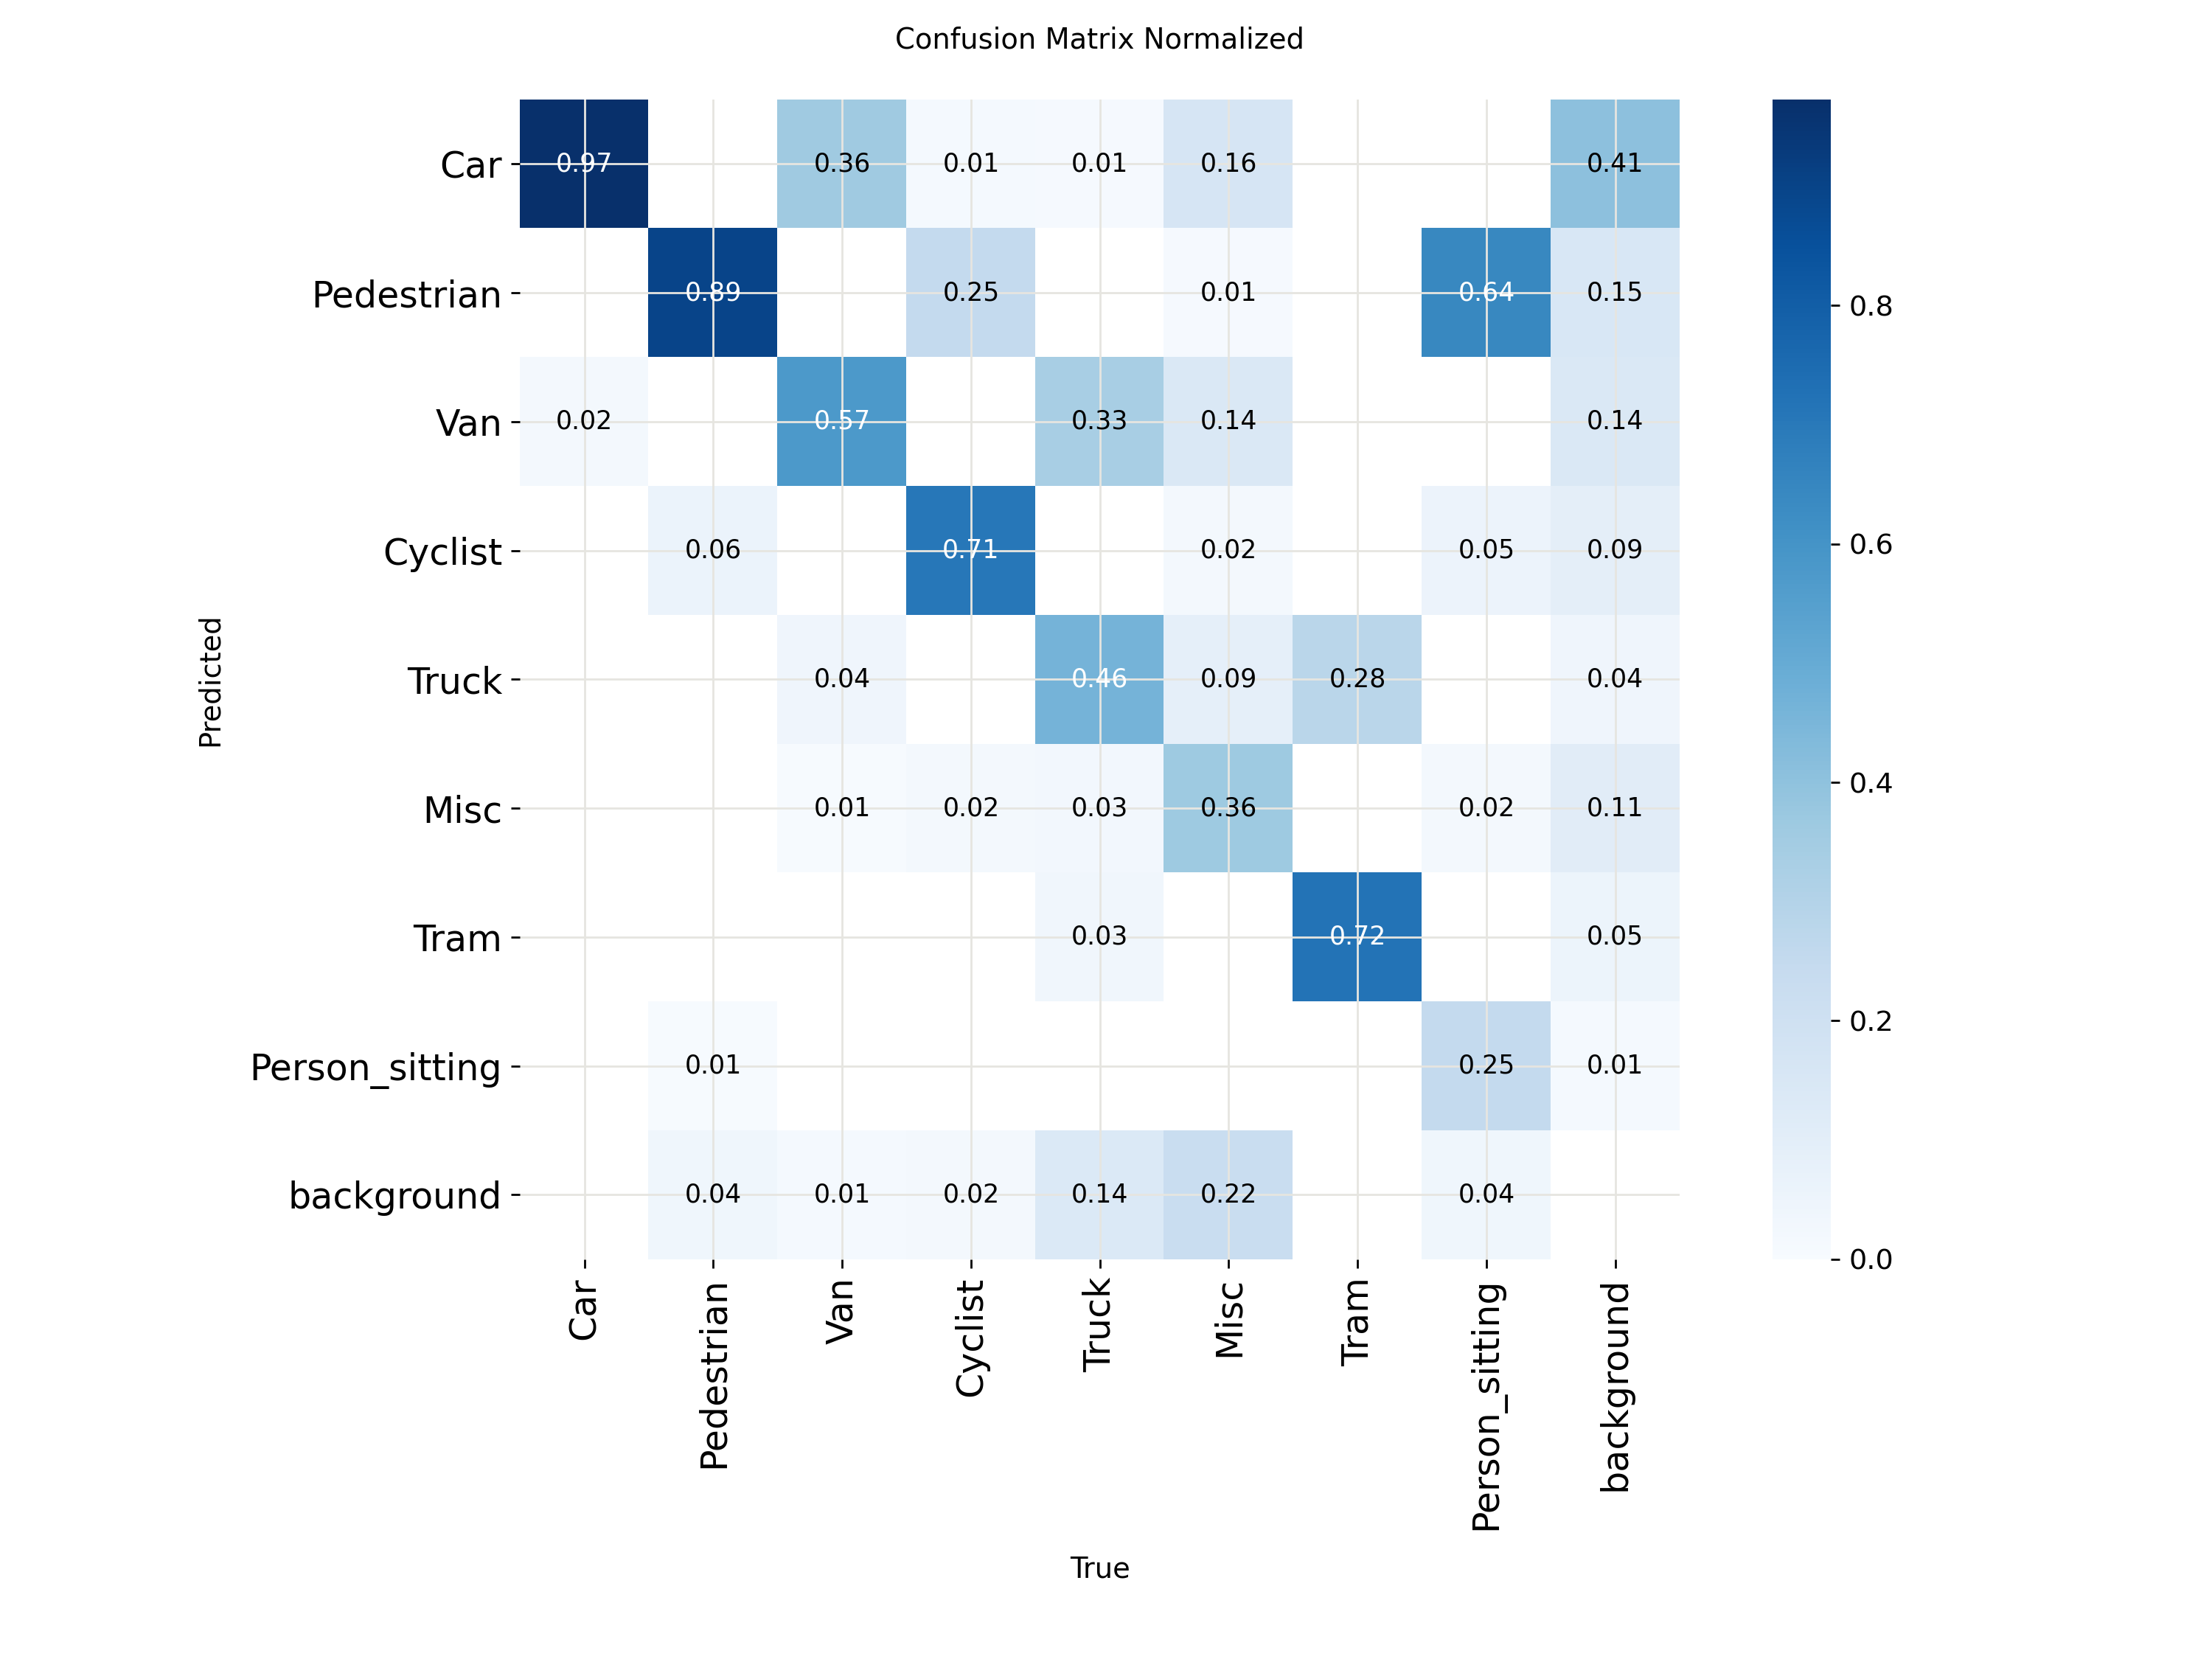 Confusion Matrix Normalized
Car 0.97 0.36 0.01 0.01 0.16 0.41
Pedestrian 0.89 0.25 0.01 0.64 0.15
Van 0.02 0.57 0.33 0.14 0.14
Cyclist 0.06 0.71 0.02 0.05 0.09
Truck 0.04 0.46 0.09 0.28 0.04
Misc 0.01 0.02 0.03 0.36 0.02 0.11
Tram 0.03 0.72 0.05
Person_sitting 0.01 0.25 0.01
background 0.04 0.01 0.02 0.14 0.22 0.04
Predicted
Car Pedestrian Van Cyclist Truck Misc Tram Person_sitting background
True
0.8
0.6
0.4
0.2
0.0